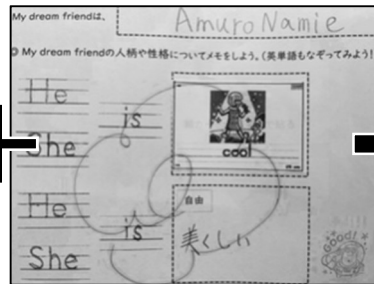 My dream friendは、 Amuro Namie
◎ My dream friendの人柄や性格についてメモをしよう。(英単語もなぞってみよう!
He
is
She
cool
He
自由
is
美しい
She
Good!